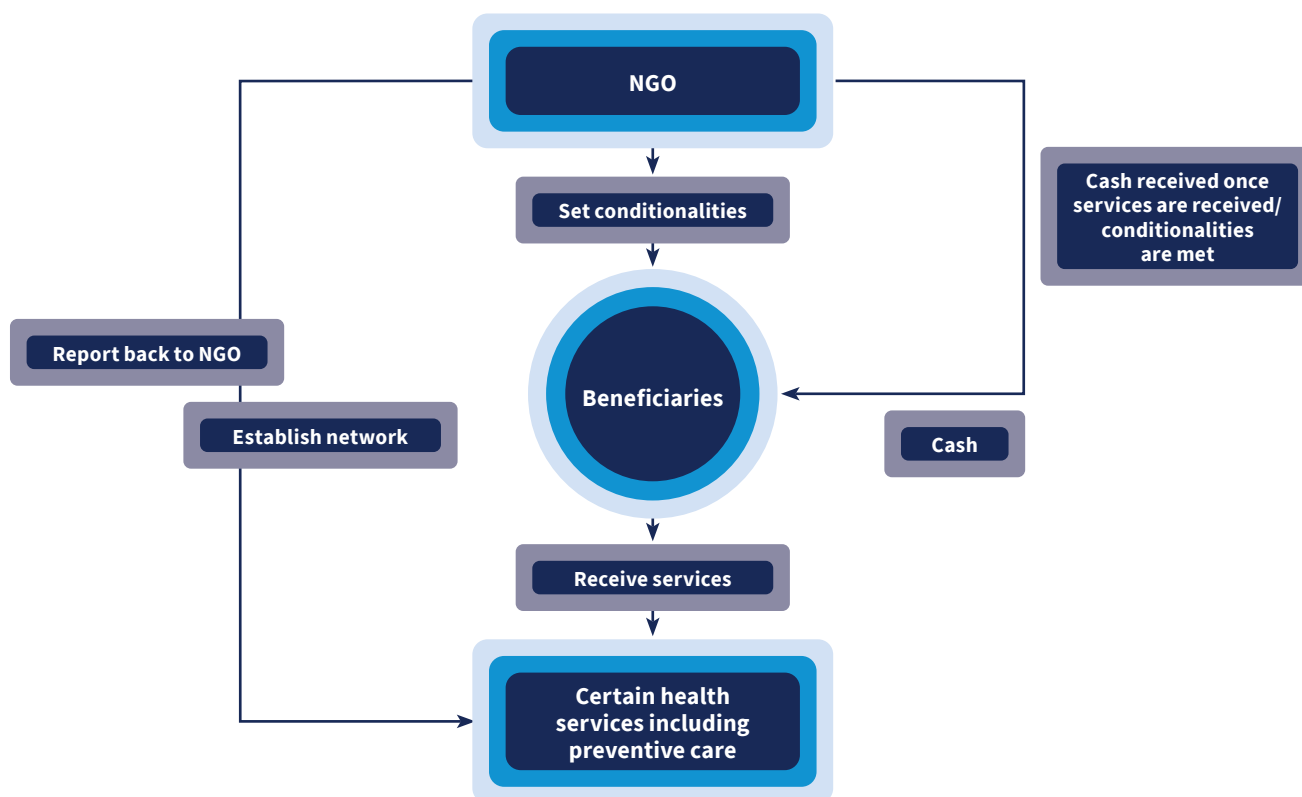 NGO
Set conditionalities
Cash received once
services are received/
conditionalities
are met
Report back to NGO
Beneficiaries
Establish network
Cash
Receive services
Certain health
services including
preventive care